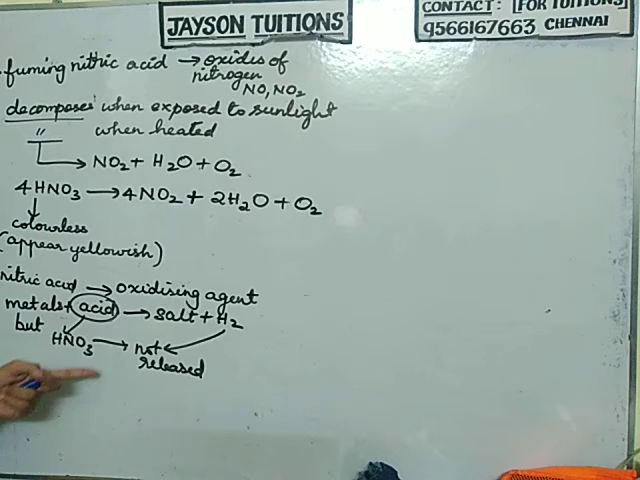 JAYSON TUITIONS
CONTACT: [FOR TUITIONS]
9566167663 CHENNAI
fuming nitric acid → oxides of
nitrogen
NO, NO₂
decomposes when exposed to sunlight
" when heated
→ NO₂ + H₂O + O₂
4HNO₃ → 4NO₂ + 2H₂O + O₂
colourless
(appear yellowish)
nitric acid → oxidising agent
metals + acid → salt + H₂
but
HNO₃ → not
released